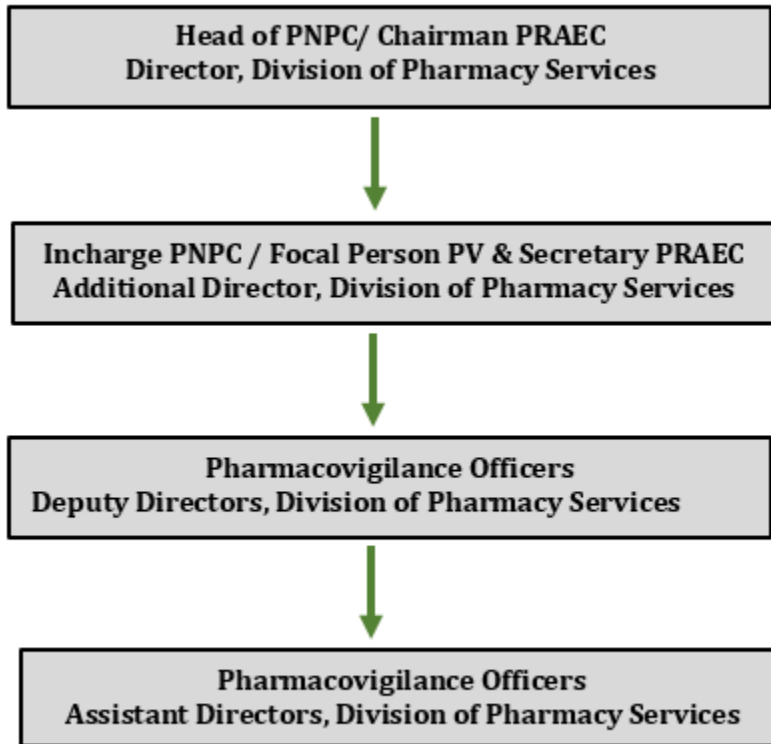 Head of PNPC/ Chairman PRAEC
Director, Division of Pharmacy Services
Incharge PNPC / Focal Person PV & Secretary PRAEC
Additional Director, Division of Pharmacy Services
Pharmacovigilance Officers
Deputy Directors, Division of Pharmacy Services
Pharmacovigilance Officers
Assistant Directors, Division of Pharmacy Services